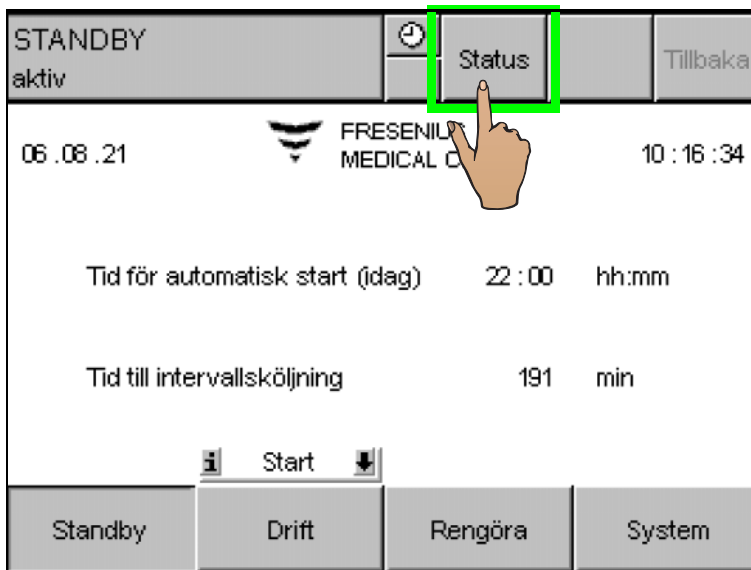 STANDBY
aktiv
Status
Tillbaka
06.08.21
FRESENIUS
MEDICAL
10:16:34
Tid för automatisk start (idag) 22:00 hh:mm
Tid till intervallsköljning 191 min
i Start
Standby Drift Rengöra System